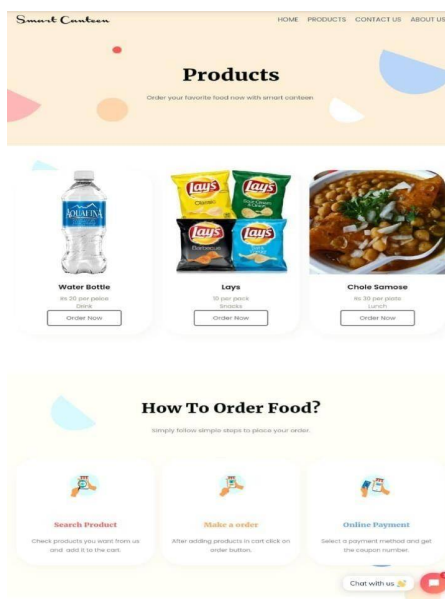 Smart Canteen
HOME PRODUCTS CONTACT US ABOUT US
Products
Order your favorite food now with smart canteen
AQUAFINA
Lay's Lay's
Classic
Lay's Lay's
Barbecue
Water Bottle
Lays
Chole Samose
Rs 20 per peice
10 per pack
Rs 30 per plate
Drink
Snacks
Lunch
Order Now
Order Now
Order Now
How To Order Food?
Simply follow simple steps to place your order
Search Product
Make a order
Online Payment
Check products you want from us
After adding products in cart click on
Select a payment method and get
and add it to the cart.
order button.
the coupon number.
Chat with us